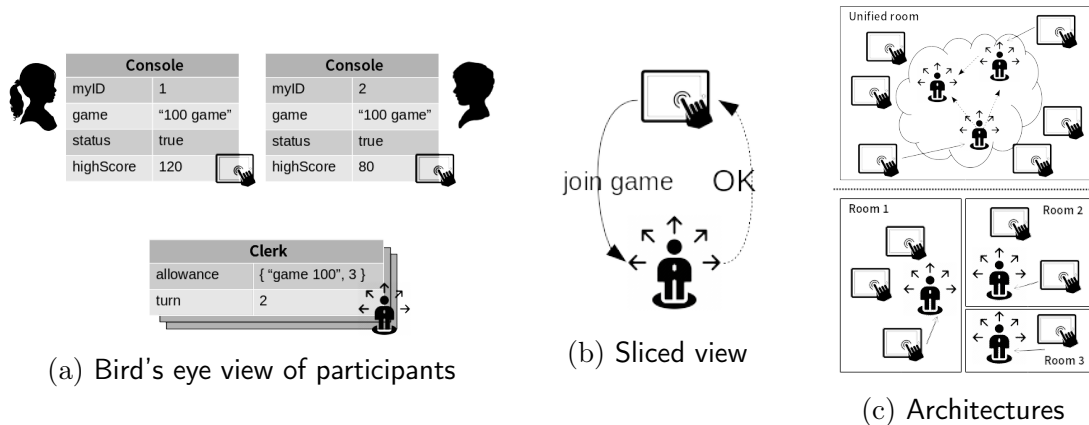 Console
myID 1
game “100 game”
status true
highScore 120
Console
myID 2
game “100 game”
status true
highScore 80
Clerk
allowance { “game 100”, 3 }
turn 2
(a) Bird's eye view of participants
join game OK
(b) Sliced view
Unified room
Room 1
Room 2
Room 3
(c) Architectures